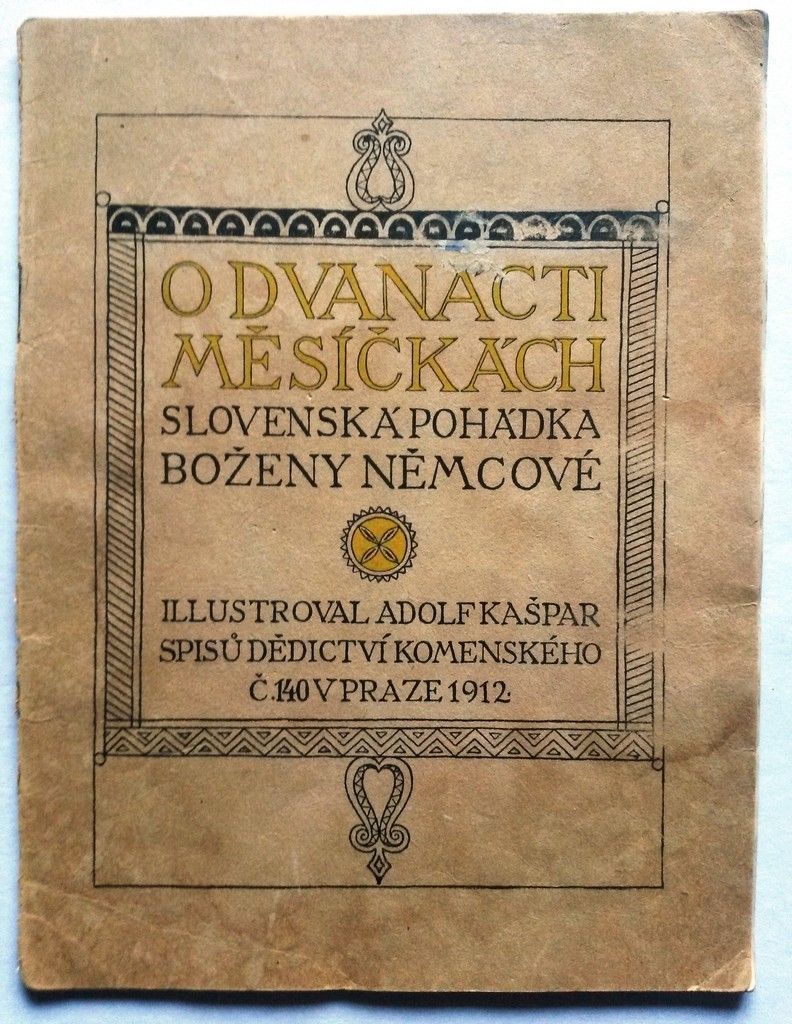 O DVANÁCTI
MĚSÍČKÁCH
SLOVENSKÁ POHÁDKA
BOŽENY NĚMCOVÉ
ILLUSTROVAL ADOLF KAŠPAR
SPISŮ DĚDICTVÍ KOMENSKÉHO
Č. 140 V PRAZE 1912.